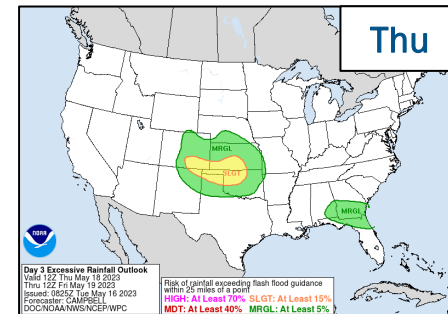 Thu
MRGL
SLGT
MRGL
NOAA
Day 3 Excessive Rainfall Outlook
Valid 12Z Thu May 18 2023
Thru 12Z Fri May 19 2023
Issued: 0825Z Tue May 16 2023
Forecaster: CAMPBELL
DOC/NOAA/NWS/NCEP/WPC
Risk of rainfall exceeding flash flood guidance
within 25 miles of a point
HIGH: At Least 70% SLGT: At Least 15%
MDT: At Least 40% MRGL: At Least 5%